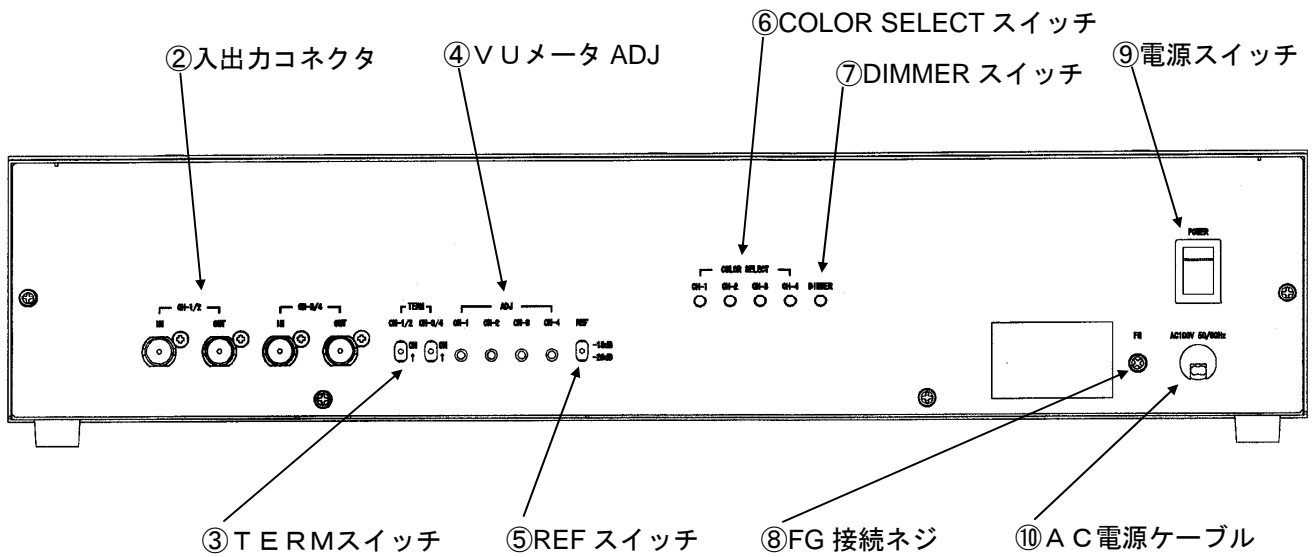 ⑥COLOR SELECT スイッチ
②入出力コネクタ
④ＶＵメータ ADJ
⑦DIMMER スイッチ
⑨電源スイッチ
POWER
COLOR SELECT
CH-1 CH-2 CH-3 CH-4 DIMMER
CH-1/2 CH-3/4 TERM ADJ
IN OUT IN OUT CH-1/2 CH-3/4 CH-1 CH-2 CH-3 CH-4 REF
ON ↑ ON ↑ -18dB
-20dB
FG AC100V 50/60Hz
③ＴＥＲＭスイッチ
⑤REF スイッチ
⑧FG 接続ネジ
⑩ＡＣ電源ケーブル